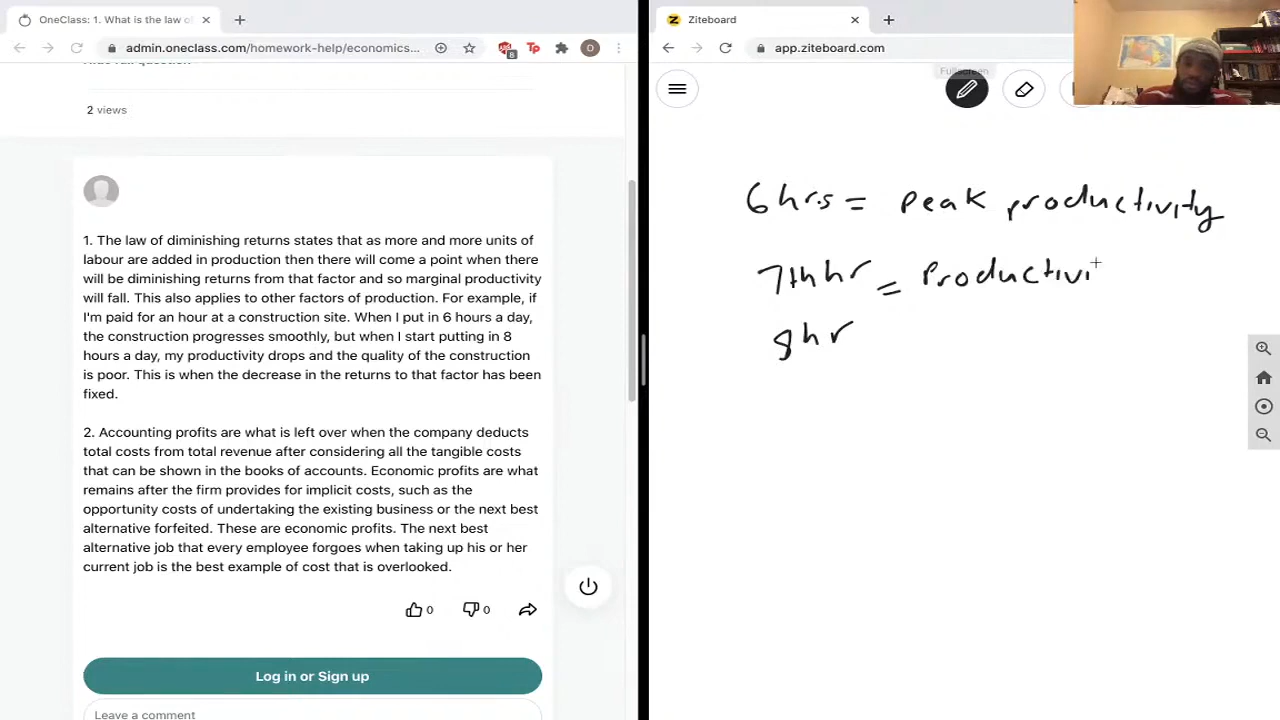 OneClass: 1. What is the law o
admin.oneclass.com/homework-help/economics...
2 views
1. The law of diminishing returns states that as more and more units of
labour are added in production then there will come a point when there
will be diminishing returns from that factor and so marginal productivity
will fall. This also applies to other factors of production. For example, if
I'm paid for an hour at a construction site. When I put in 6 hours a day,
the construction progresses smoothly, but when I start putting in 8
hours a day, my productivity drops and the quality of the construction
is poor. This is when the decrease in the returns to that factor has been
fixed.
2. Accounting profits are what is left over when the company deducts
total costs from total revenue after considering all the tangible costs
that can be shown in the books of accounts. Economic profits are what
remains after the firm provides for implicit costs, such as the
opportunity costs of undertaking the existing business or the next best
alternative forfeited. These are economic profits. The next best
alternative job that every employee forgoes when taking up his or her
current job is the best example of cost that is overlooked.
0
0
Log in or Sign up
Leave a comment
Ziteboard
app.ziteboard.com
Fullscreen
6hrs = Peak productivity
7th hr = Productivi
8hr